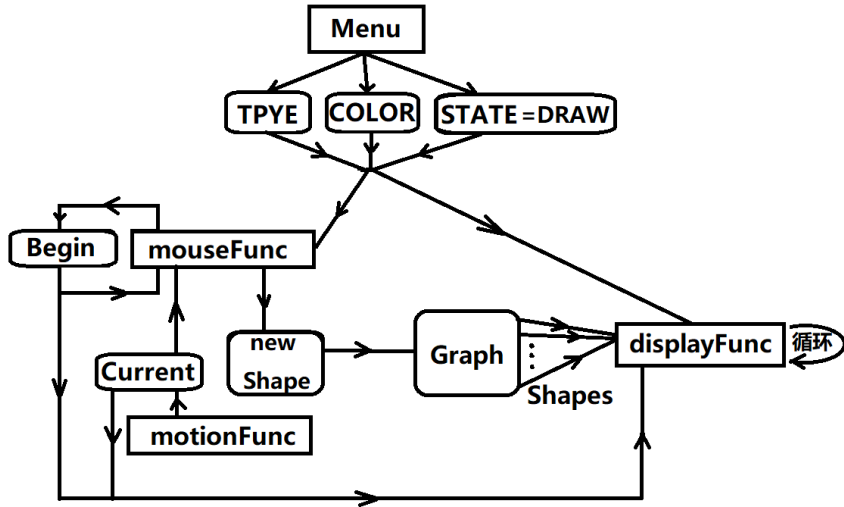 Menu
TPYE
COLOR
STATE=DRAW
Begin
mouseFunc
new
Shape
Graph
Shapes
displayFunc
循环
Current
motionFunc